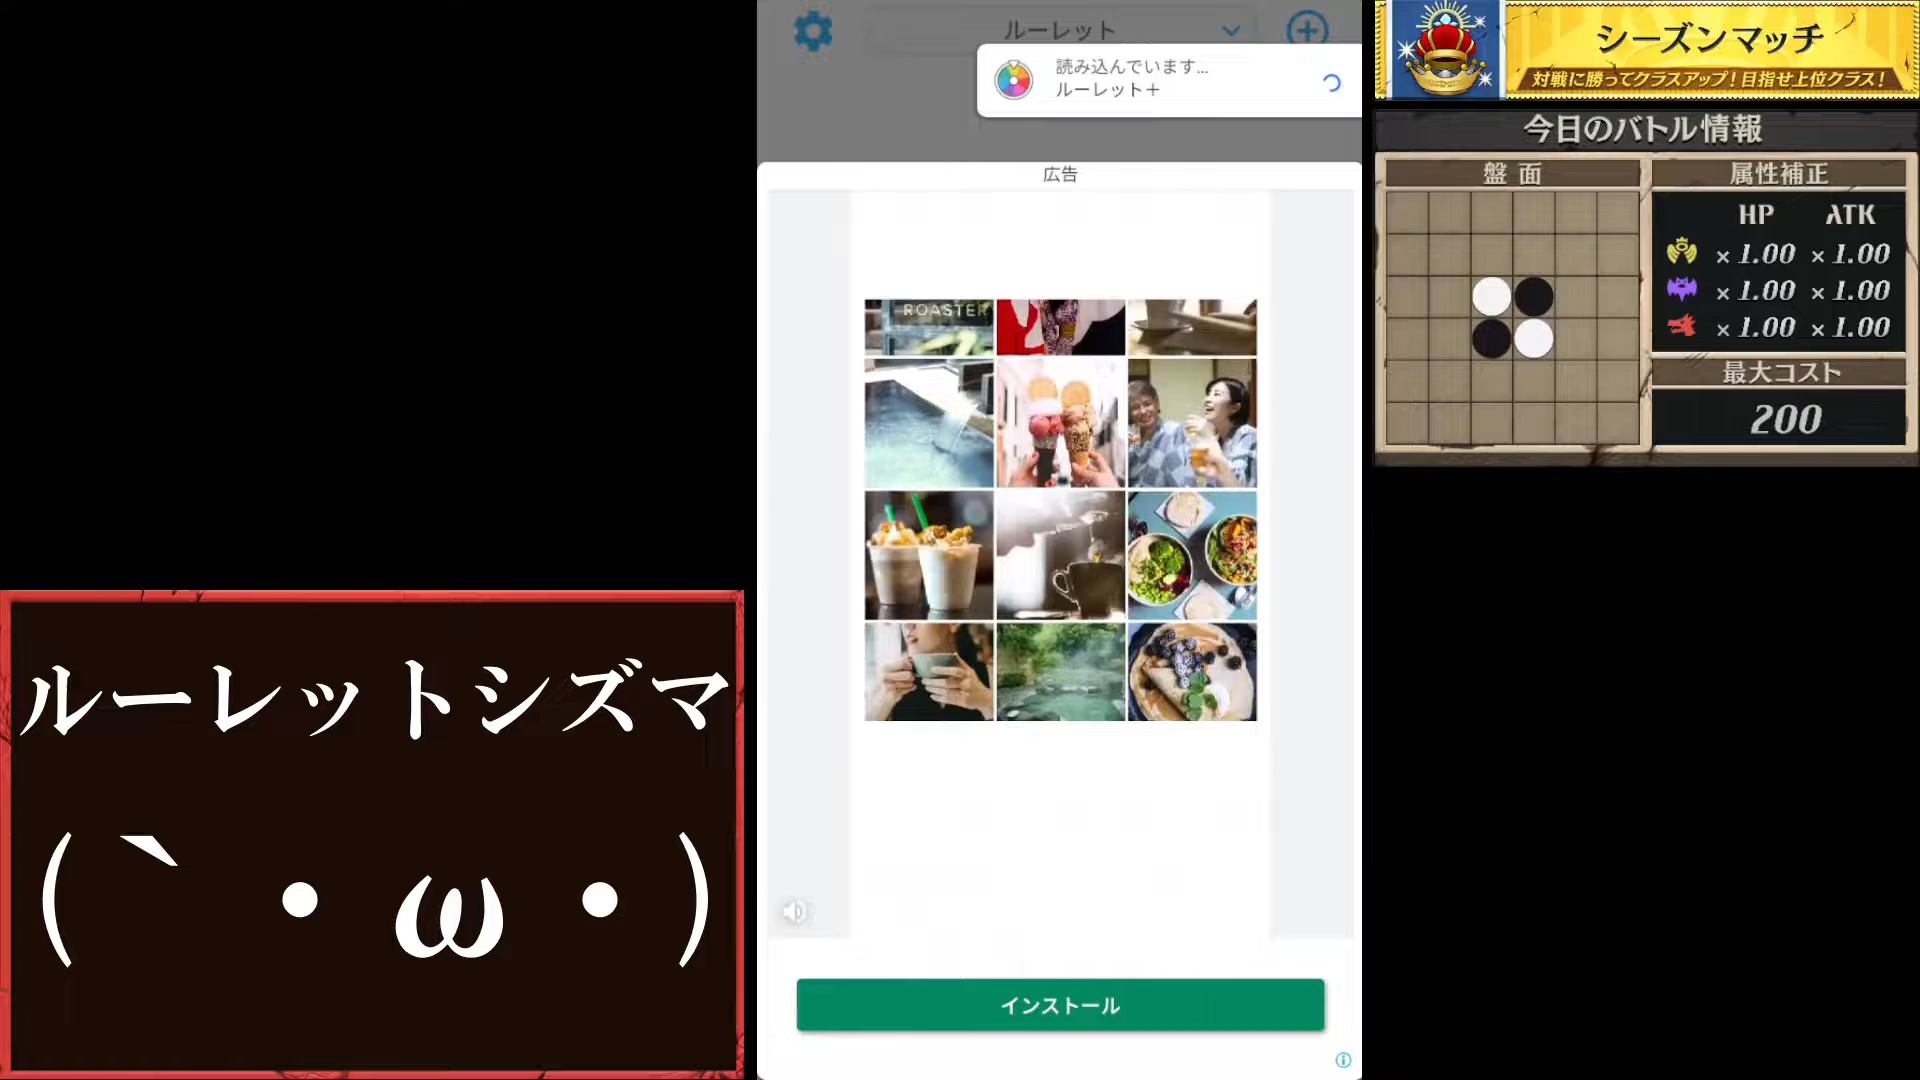 ルーレット
読み込んでいます...
ルーレット＋
広告
ROASTER
インストール
ルーレットシズマ
(｀・ω・)
シーズンマッチ
対戦に勝ってクラスアップ！目指せ上位クラス！
今日のバトル情報
盤面
属性補正
HP ATK
×1.00 ×1.00
×1.00 ×1.00
×1.00 ×1.00
最大コスト
200